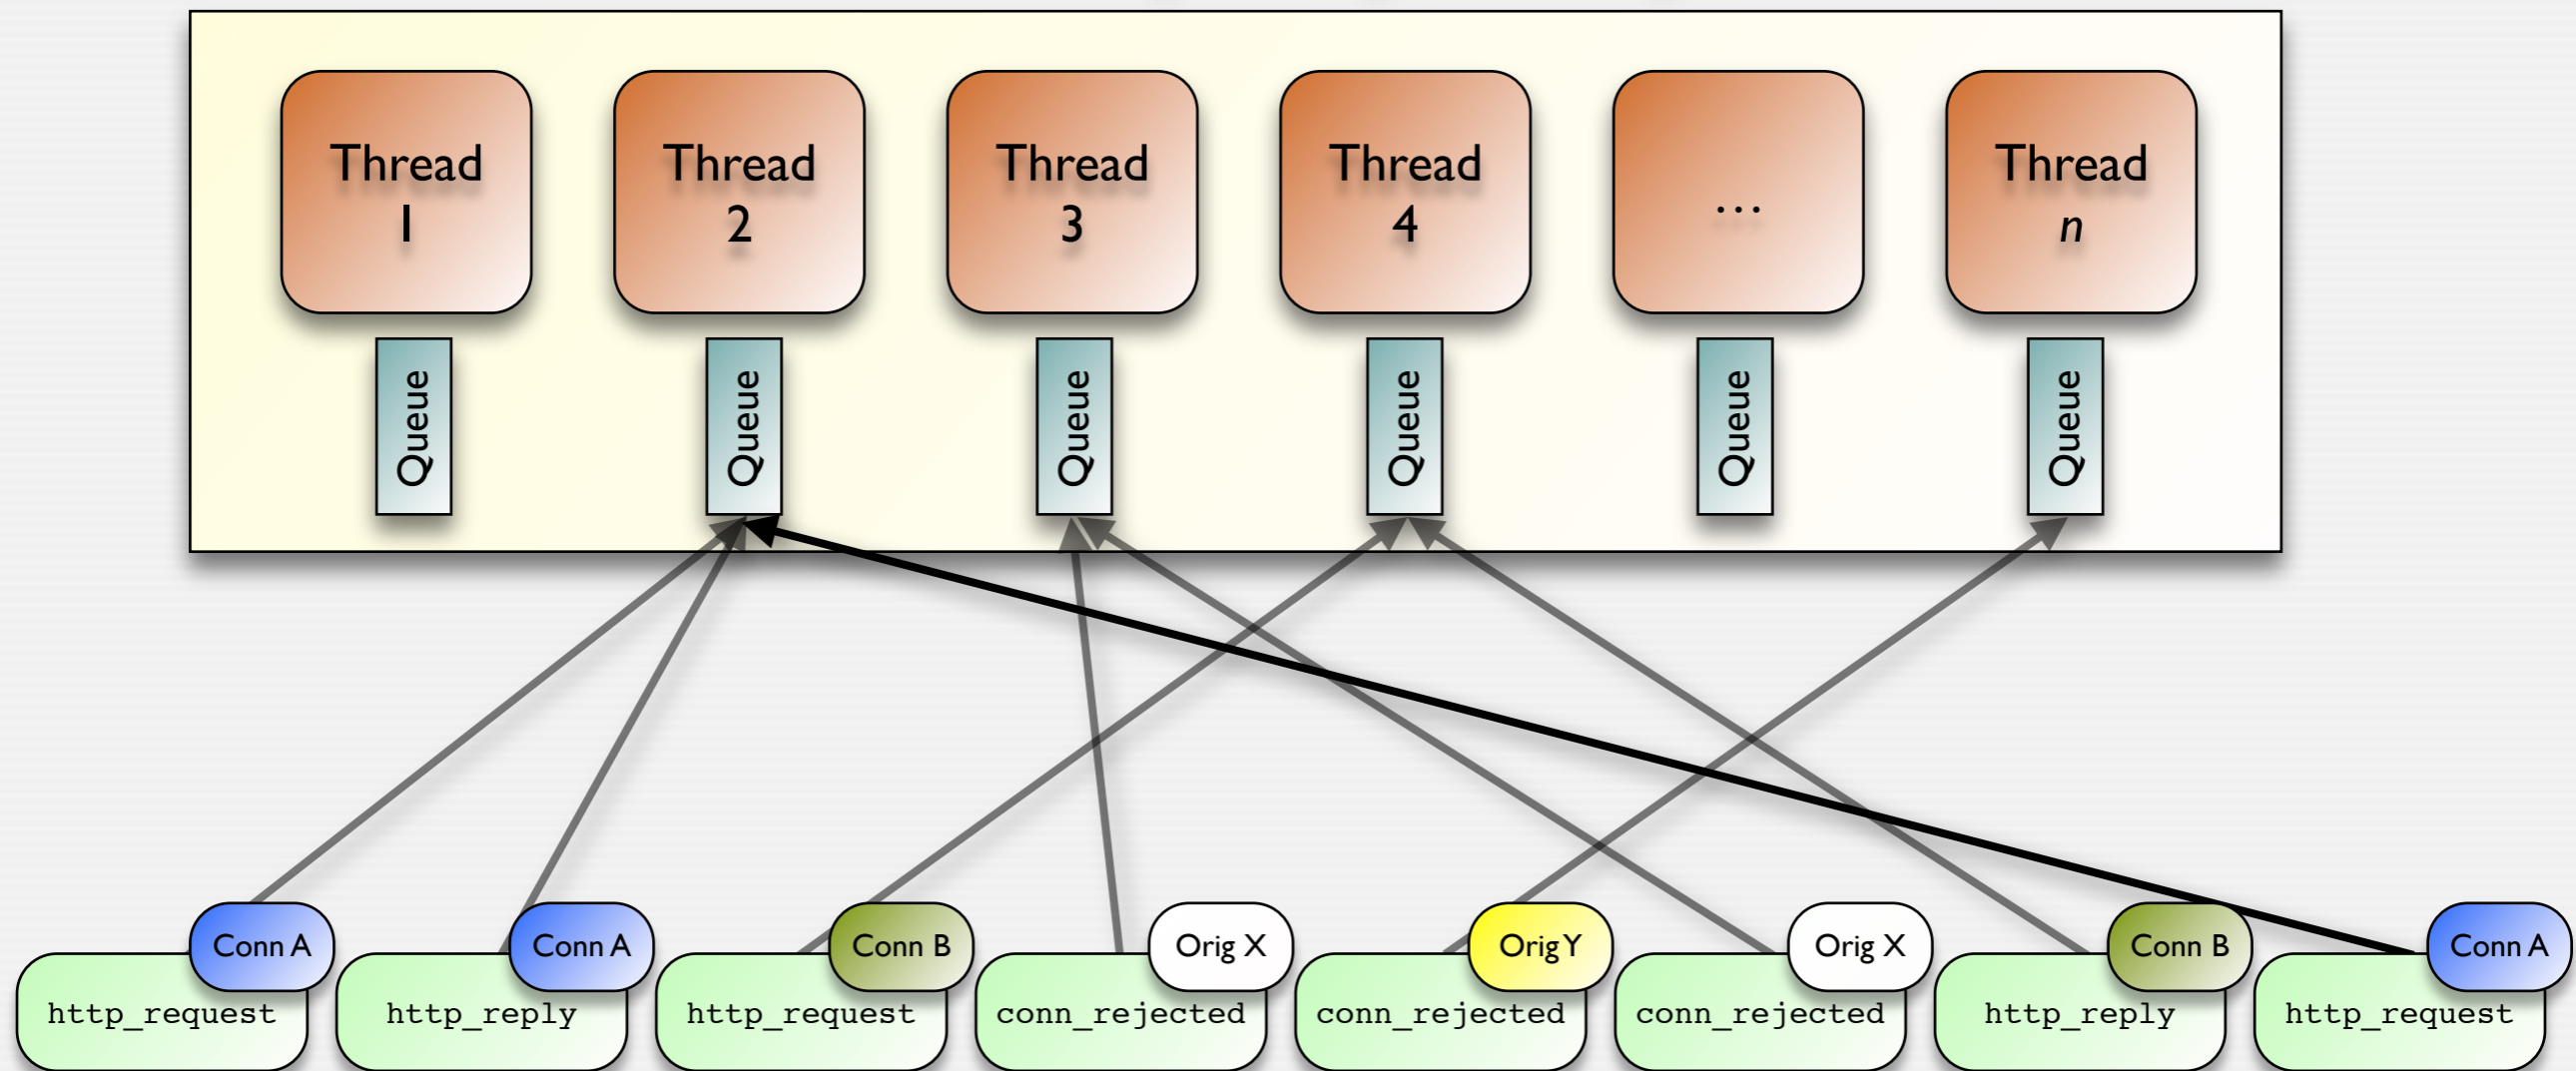 Thread
1
Thread
2
Thread
3
Thread
4
...
Thread
n
Queue
Queue
Queue
Queue
Queue
Queue
Conn A
http_request
Conn A
http_reply
Conn B
http_request
Orig X
conn_rejected
Orig Y
conn_rejected
Orig X
conn_rejected
Conn B
http_reply
Conn A
http_request